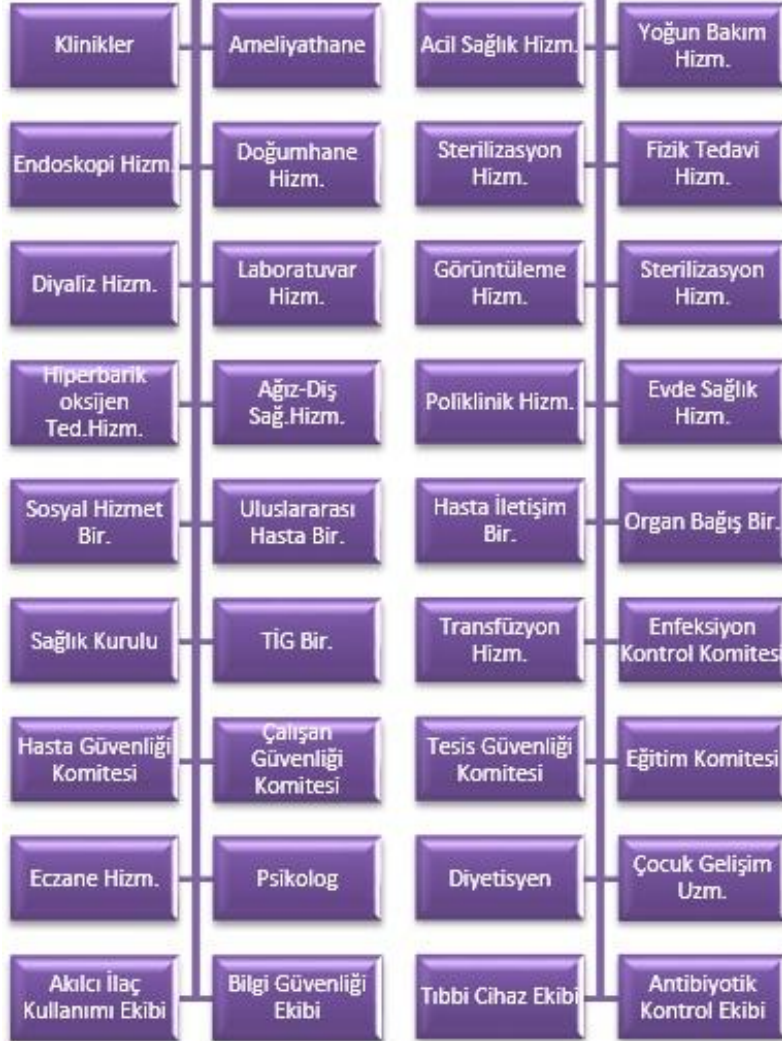 Klinikler
Ameliyathane
Acil Sağlık Hizm.
Yoğun Bakım
Hizm.
Endoskopi Hizm.
Doğumhane
Hizm.
Sterilizasyon
Hizm.
Fizik Tedavi
Hizm.
Diyaliz Hizm.
Laboratuvar
Hizm.
Görüntüleme
Hizm.
Sterilizasyon
Hizm.
Hiperbarik
oksijen
Ted.Hizm.
Ağız-Diş
Sağ.Hizm.
Poliklinik Hizm.
Evde Sağlık
Hizm.
Sosyal Hizmet
Bir.
Uluslararası
Hasta Bir.
Hasta İletişim
Bir.
Organ Bağış Bir.
Sağlık Kurulu
TİG Bir.
Transfüzyon
Hizm.
Enfeksiyon
Kontrol Komitesi
Hasta Güvenliği
Komitesi
Çalışan
Güvenliği
Komitesi
Tesis Güvenliği
Komitesi
Eğitim Komitesi
Eczane Hizm.
Psikolog
Diyetisyen
Çocuk Gelişim
Uzm.
Akılcı İlaç
Kullanımı Ekibi
Bilgi Güvenliği
Ekibi
Tıbbi Cihaz Ekibi
Antibiyotik
Kontrol Ekibi